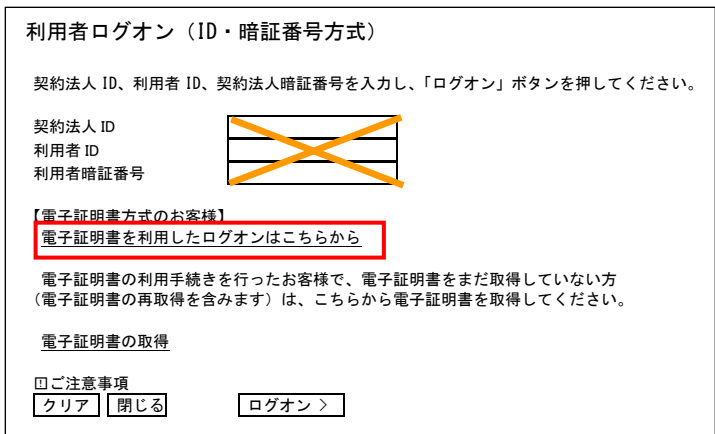 利用者ログオン（ID・暗証番号方式）
契約法人 ID、利用者 ID、契約法人暗証番号を入力し、「ログオン」ボタンを押してください。
契約法人 ID
利用者 ID
利用者暗証番号
【電子証明書方式のお客様】
電子証明書を利用したログオンはこちらから
電子証明書の利用手続きを行ったお客様で、電子証明書をまだ取得していない方
（電子証明書の再取得を含みます）は、こちらから電子証明書を取得してください。
電子証明書の取得
ご注意事項
クリア 閉じる ログオン 〉